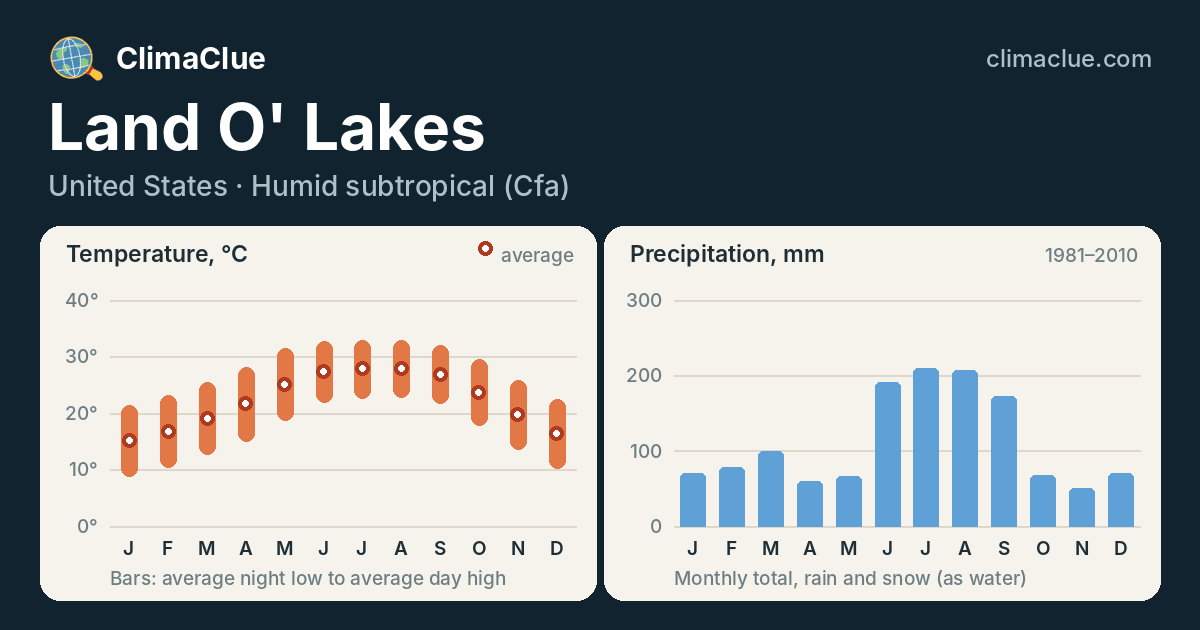 ClimaClue
climaclue.com
Land O' Lakes
United States · Humid subtropical (Cfa)
Temperature, °C
average
40°
30°
20°
10°
0°
J F M A M J J A S O N D
Bars: average night low to average day high
Precipitation, mm
1981–2010
300
200
100
0
J F M A M J J A S O N D
Monthly total, rain and snow (as water)